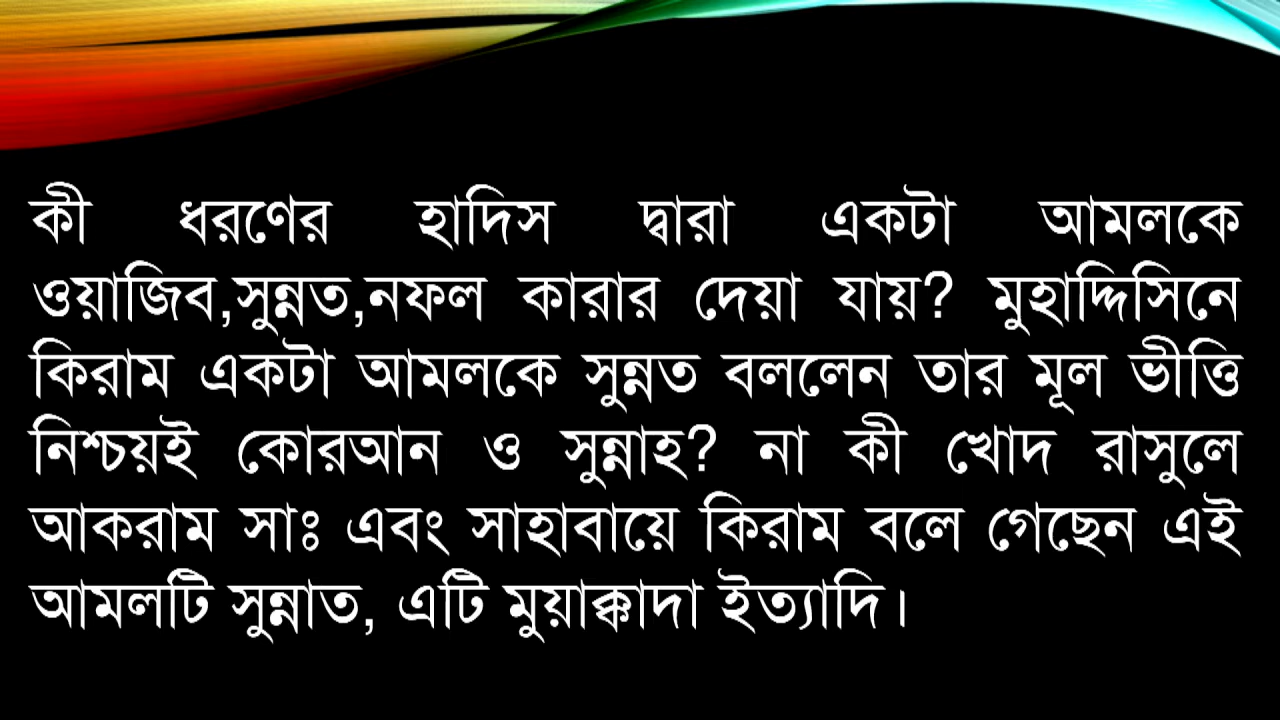 কী ধরণের হাদিস দ্বারা একটা আমলকে
ওয়াজিব,সুন্নত,নফল কারার দেয়া যায়? মুহাদ্দিসিনে
কিরাম একটা আমলকে সুন্নত বললেন তার মূল ভীত্তি
নিশ্চয়ই কোরআন ও সুন্নাহ? না কী খোদ রাসুলে
আকরাম সাঃ এবং সাহাবায়ে কিরাম বলে গেছেন এই
আমলটি সুন্নাত, এটি মুয়াক্কাদা ইত্যাদি।